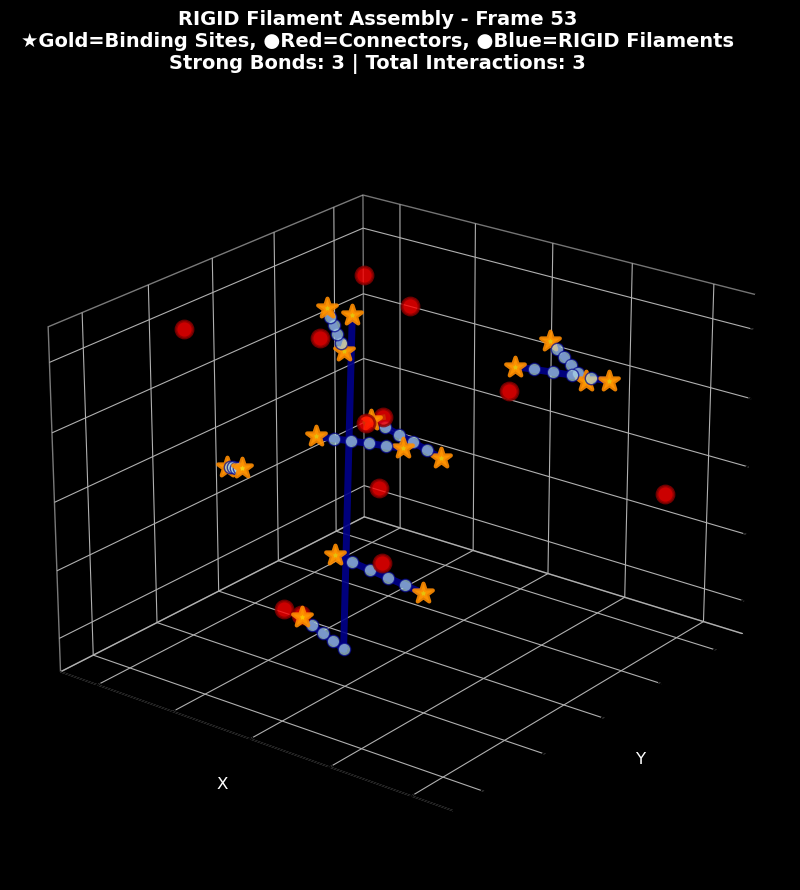 RIGID Filament Assembly - Frame 53
★Gold=Binding Sites, ●Red=Connectors, ●Blue=RIGID Filaments
Strong Bonds: 3 | Total Interactions: 3
Y
X